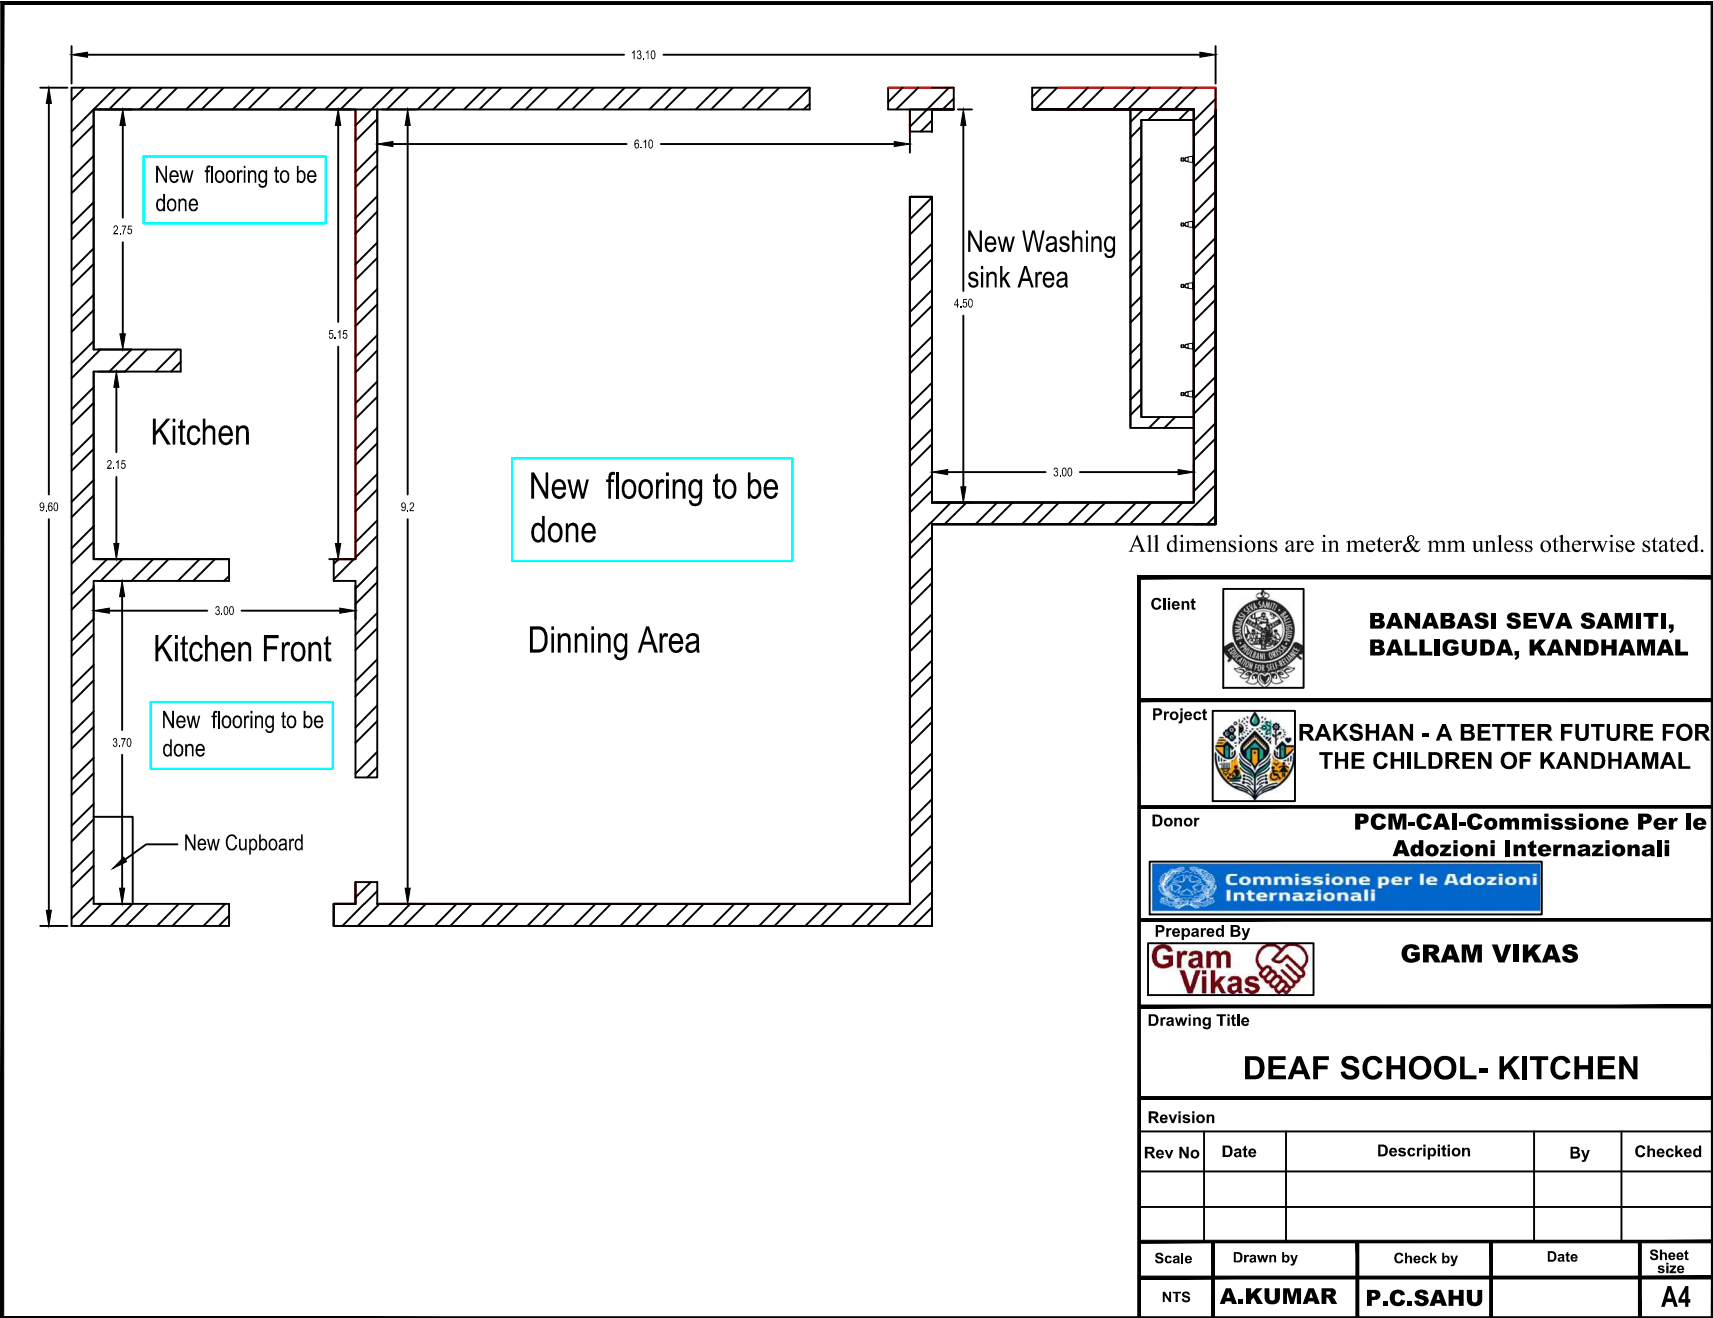 13.10
6.10
New flooring to be
done
2.75
New Washing
sink Area
4.50
5.15
Kitchen
2.15
3.00
9.60
9.2
New flooring to be
done
All dimensions are in meter& mm unless otherwise stated.
3.00
Kitchen Front
Dinning Area
New flooring to be
done
3.70
New Cupboard
Client
BANABASI SEVA SAMITI,
BALLIGUDA, KANDHAMAL
Project
RAKSHAN - A BETTER FUTURE FOR
THE CHILDREN OF KANDHAMAL
Donor
PCM-CAI-Commissione Per le
Adozioni Internazionali
Commissione per le Adozioni
Internazionali
Prepared By
Gram
Vikas
GRAM VIKAS
Drawing Title
DEAF SCHOOL- KITCHEN
Revision
Rev No Date Descripition By Checked
Scale Drawn by Check by Date Sheet
size
NTS A.KUMAR P.C.SAHU A4